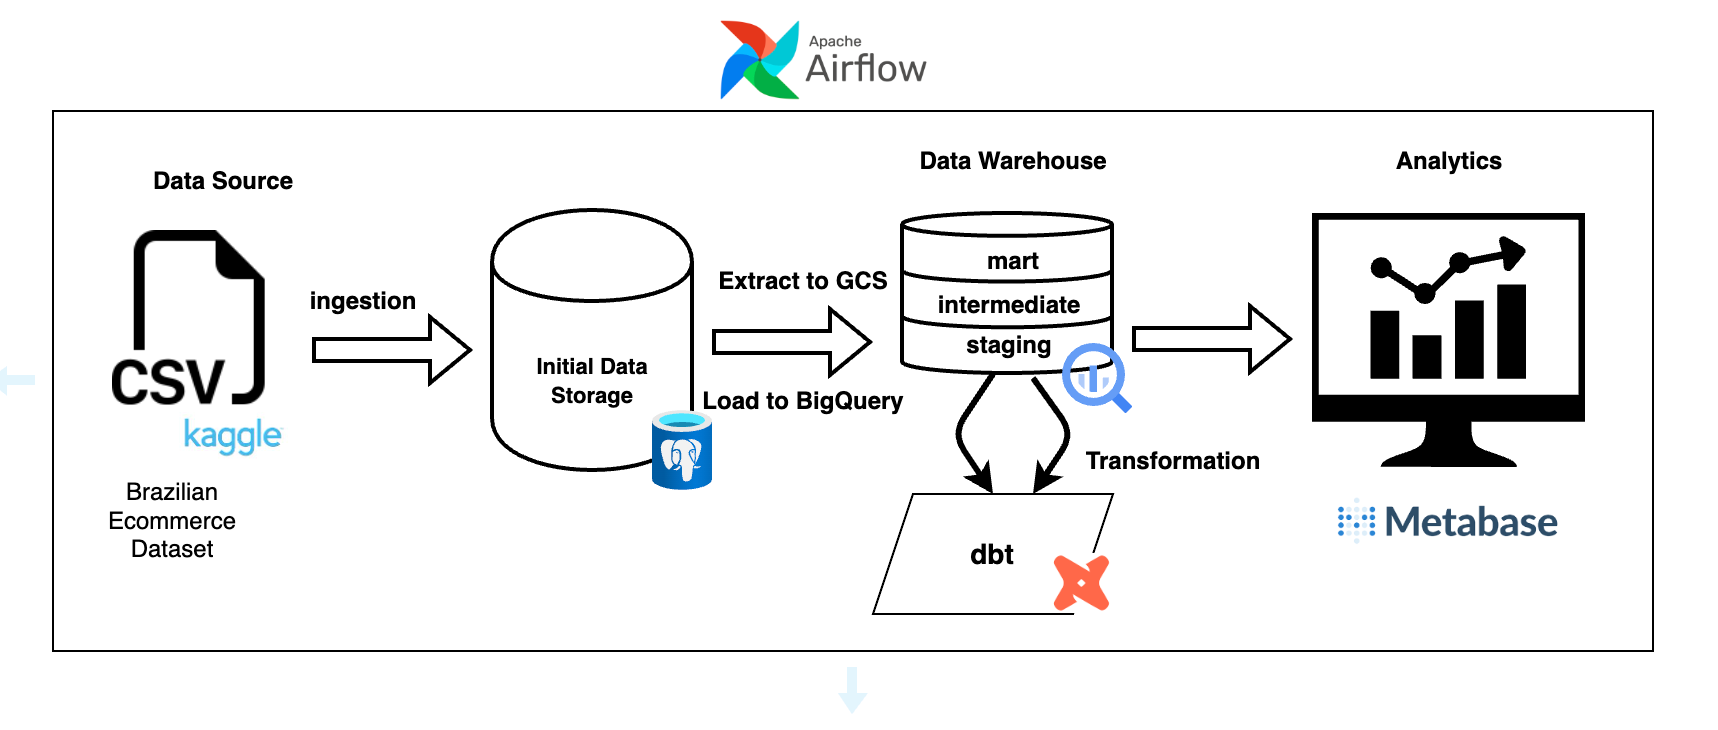 Apache
Airflow
Data Source
CSV
kaggle
Brazilian
Ecommerce
Dataset
ingestion
Initial Data
Storage
Extract to GCS
Load to BigQuery
Data Warehouse
mart
intermediate
staging
Transformation
dbt
Analytics
Metabase